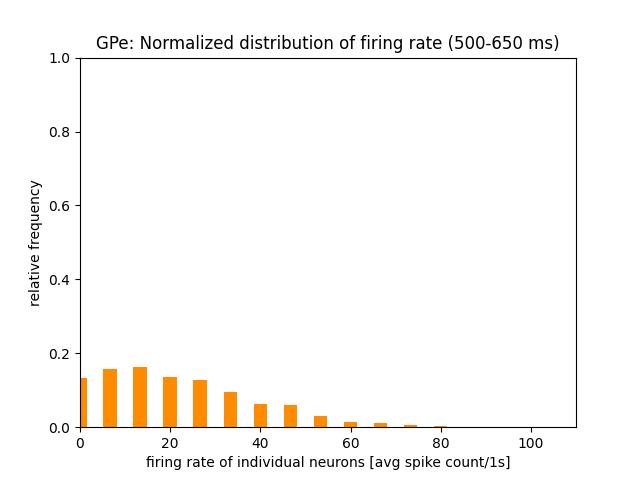 GPe: Normalized distribution of firing rate (500-650 ms)
1.0
0.8
0.6
0.4
0.2
0.0
relative frequency
0 20 40 60 80 100
firing rate of individual neurons [avg spike count/1s]